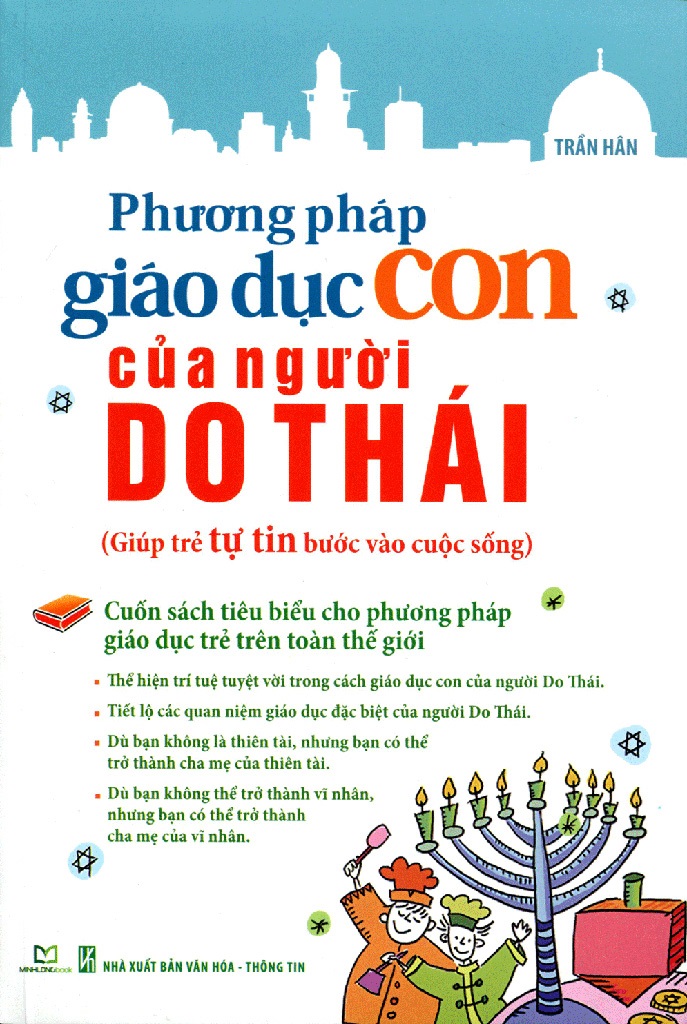 TRẦN HÂN
Phương pháp
giáo dục con
của người
DO THÁI
(Giúp trẻ tự tin bước vào cuộc sống)
Cuốn sách tiêu biểu cho phương pháp
giáo dục trẻ trên toàn thế giới
▪ Thể hiện trí tuệ tuyệt vời trong cách giáo dục con của người Do Thái.
▪ Tiết lộ các quan niệm giáo dục đặc biệt của người Do Thái.
▪ Dù bạn không là thiên tài, nhưng bạn có thể
trở thành cha mẹ của thiên tài.
▪ Dù bạn không thể trở thành vĩ nhân,
nhưng bạn có thể trở thành
cha mẹ của vĩ nhân.
MINHLONGbook
NHÀ XUẤT BẢN VĂN HÓA - THÔNG TIN